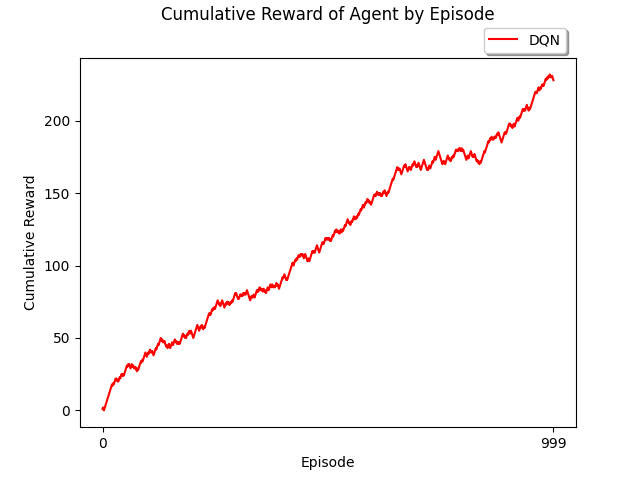 Cumulative Reward of Agent by Episode
DQN
Cumulative Reward
200
150
100
50
0
0
999
Episode